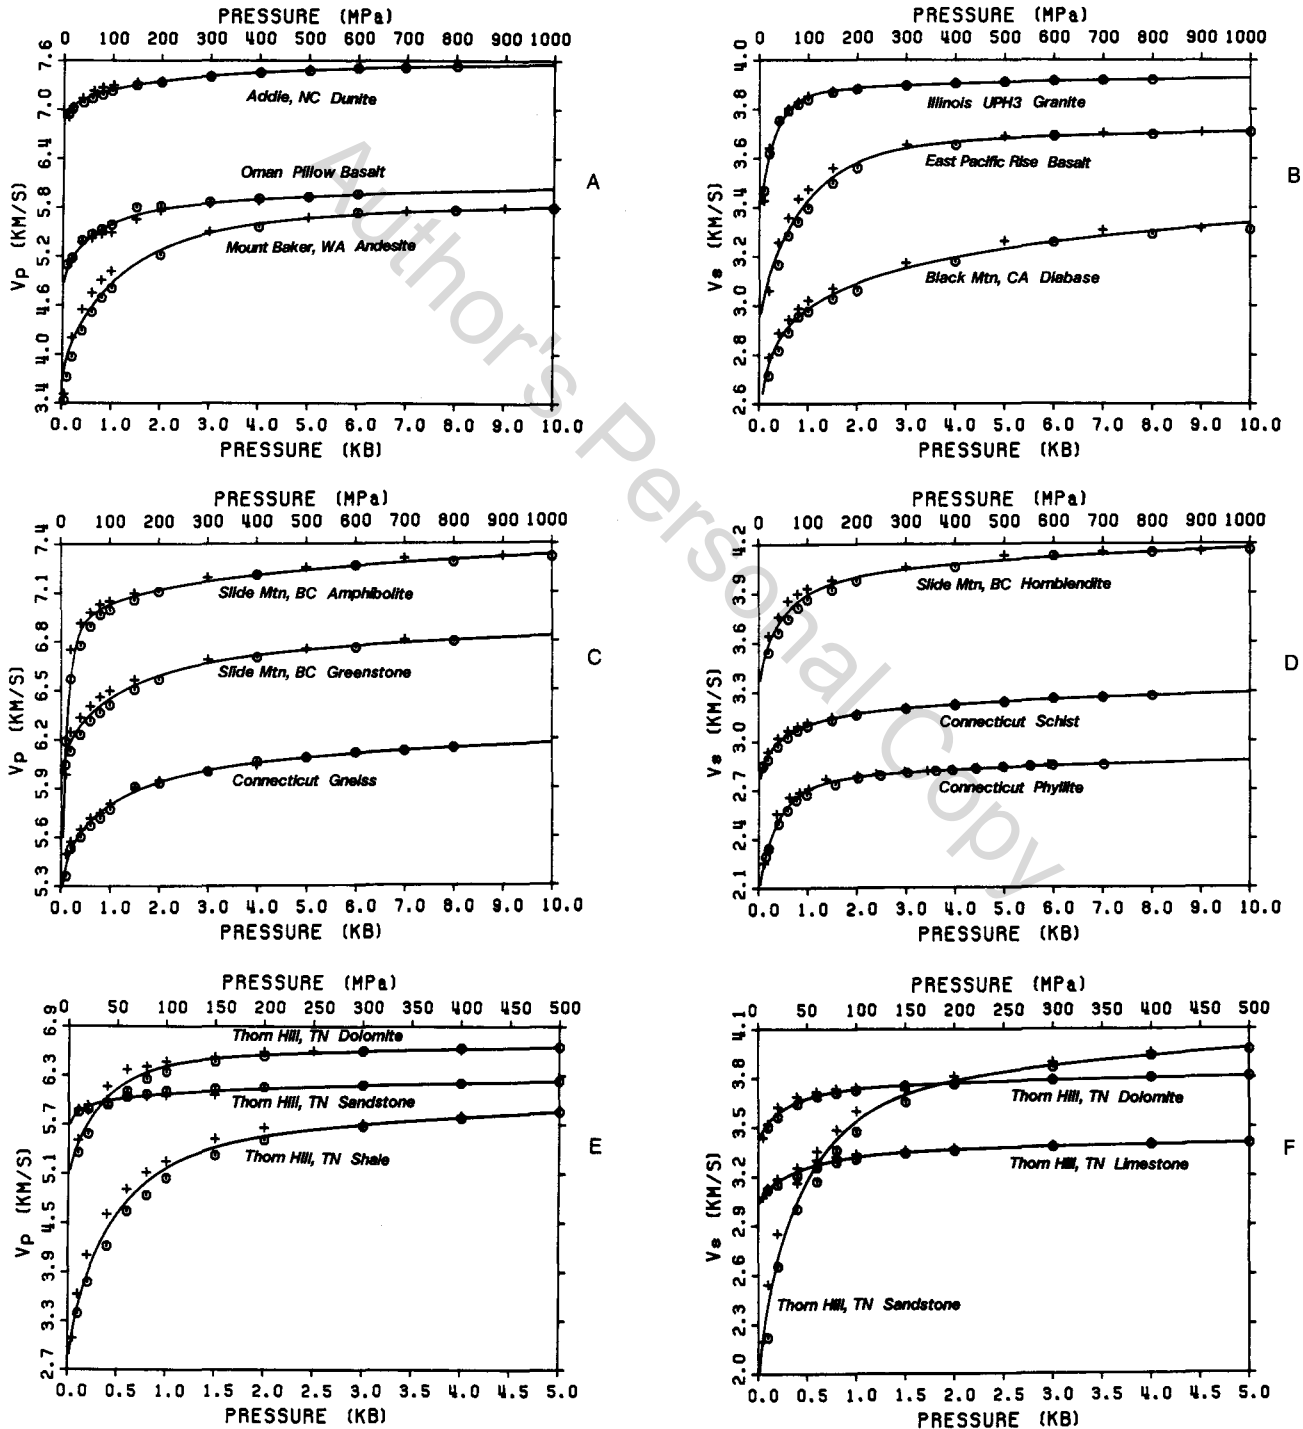 PRESSURE (MPa)
0 100 200 300 400 500 600 700 800 900 1000
7.6
7.0
6.4
5.8
5.2
4.6
4.0
3.4
Vp (KM/S)
Addie, NC Dunite
Oman Pillow Basalt
Mount Baker, WA Andesite
0.0 1.0 2.0 3.0 4.0 5.0 6.0 7.0 8.0 9.0 10.0
PRESSURE (KB)
A
PRESSURE (MPa)
0 100 200 300 400 500 600 700 800 900 1000
4.0
3.8
3.6
3.4
3.2
3.0
2.8
2.6
Vs (KM/S)
Illinois UPH3 Granite
East Pacific Rise Basalt
Black Mtn, CA Diabase
0.0 1.0 2.0 3.0 4.0 5.0 6.0 7.0 8.0 9.0 10.0
PRESSURE (KB)
B
PRESSURE (MPa)
0 100 200 300 400 500 600 700 800 900 1000
7.4
7.1
6.8
6.5
6.2
5.9
5.6
5.3
Vp (KM/S)
Slide Mtn, BC Amphibolite
Slide Mtn, BC Greenstone
Connecticut Gneiss
0.0 1.0 2.0 3.0 4.0 5.0 6.0 7.0 8.0 9.0 10.0
PRESSURE (KB)
C
PRESSURE (MPa)
0 100 200 300 400 500 600 700 800 900 1000
4.2
3.9
3.6
3.3
3.0
2.7
2.4
2.1
Vs (KM/S)
Slide Mtn, BC Hornblendite
Connecticut Schist
Connecticut Phyllite
0.0 1.0 2.0 3.0 4.0 5.0 6.0 7.0 8.0 9.0 10.0
PRESSURE (KB)
D
PRESSURE (MPa)
0 50 100 150 200 250 300 350 400 450 500
6.9
6.3
5.7
5.1
4.5
3.9
3.3
2.7
Vp (KM/S)
Thorn Hill, TN Dolomite
Thorn Hill, TN Sandstone
Thorn Hill, TN Shale
0.0 0.5 1.0 1.5 2.0 2.5 3.0 3.5 4.0 4.5 5.0
PRESSURE (KB)
E
PRESSURE (MPa)
0 50 100 150 200 250 300 350 400 450 500
4.1
3.8
3.5
3.2
2.9
2.6
2.3
2.0
Vs (KM/S)
Thorn Hill, TN Dolomite
Thorn Hill, TN Limestone
Thorn Hill, TN Sandstone
0.0 0.5 1.0 1.5 2.0 2.5 3.0 3.5 4.0 4.5 5.0
PRESSURE (KB)
F
Author's Personal Copy